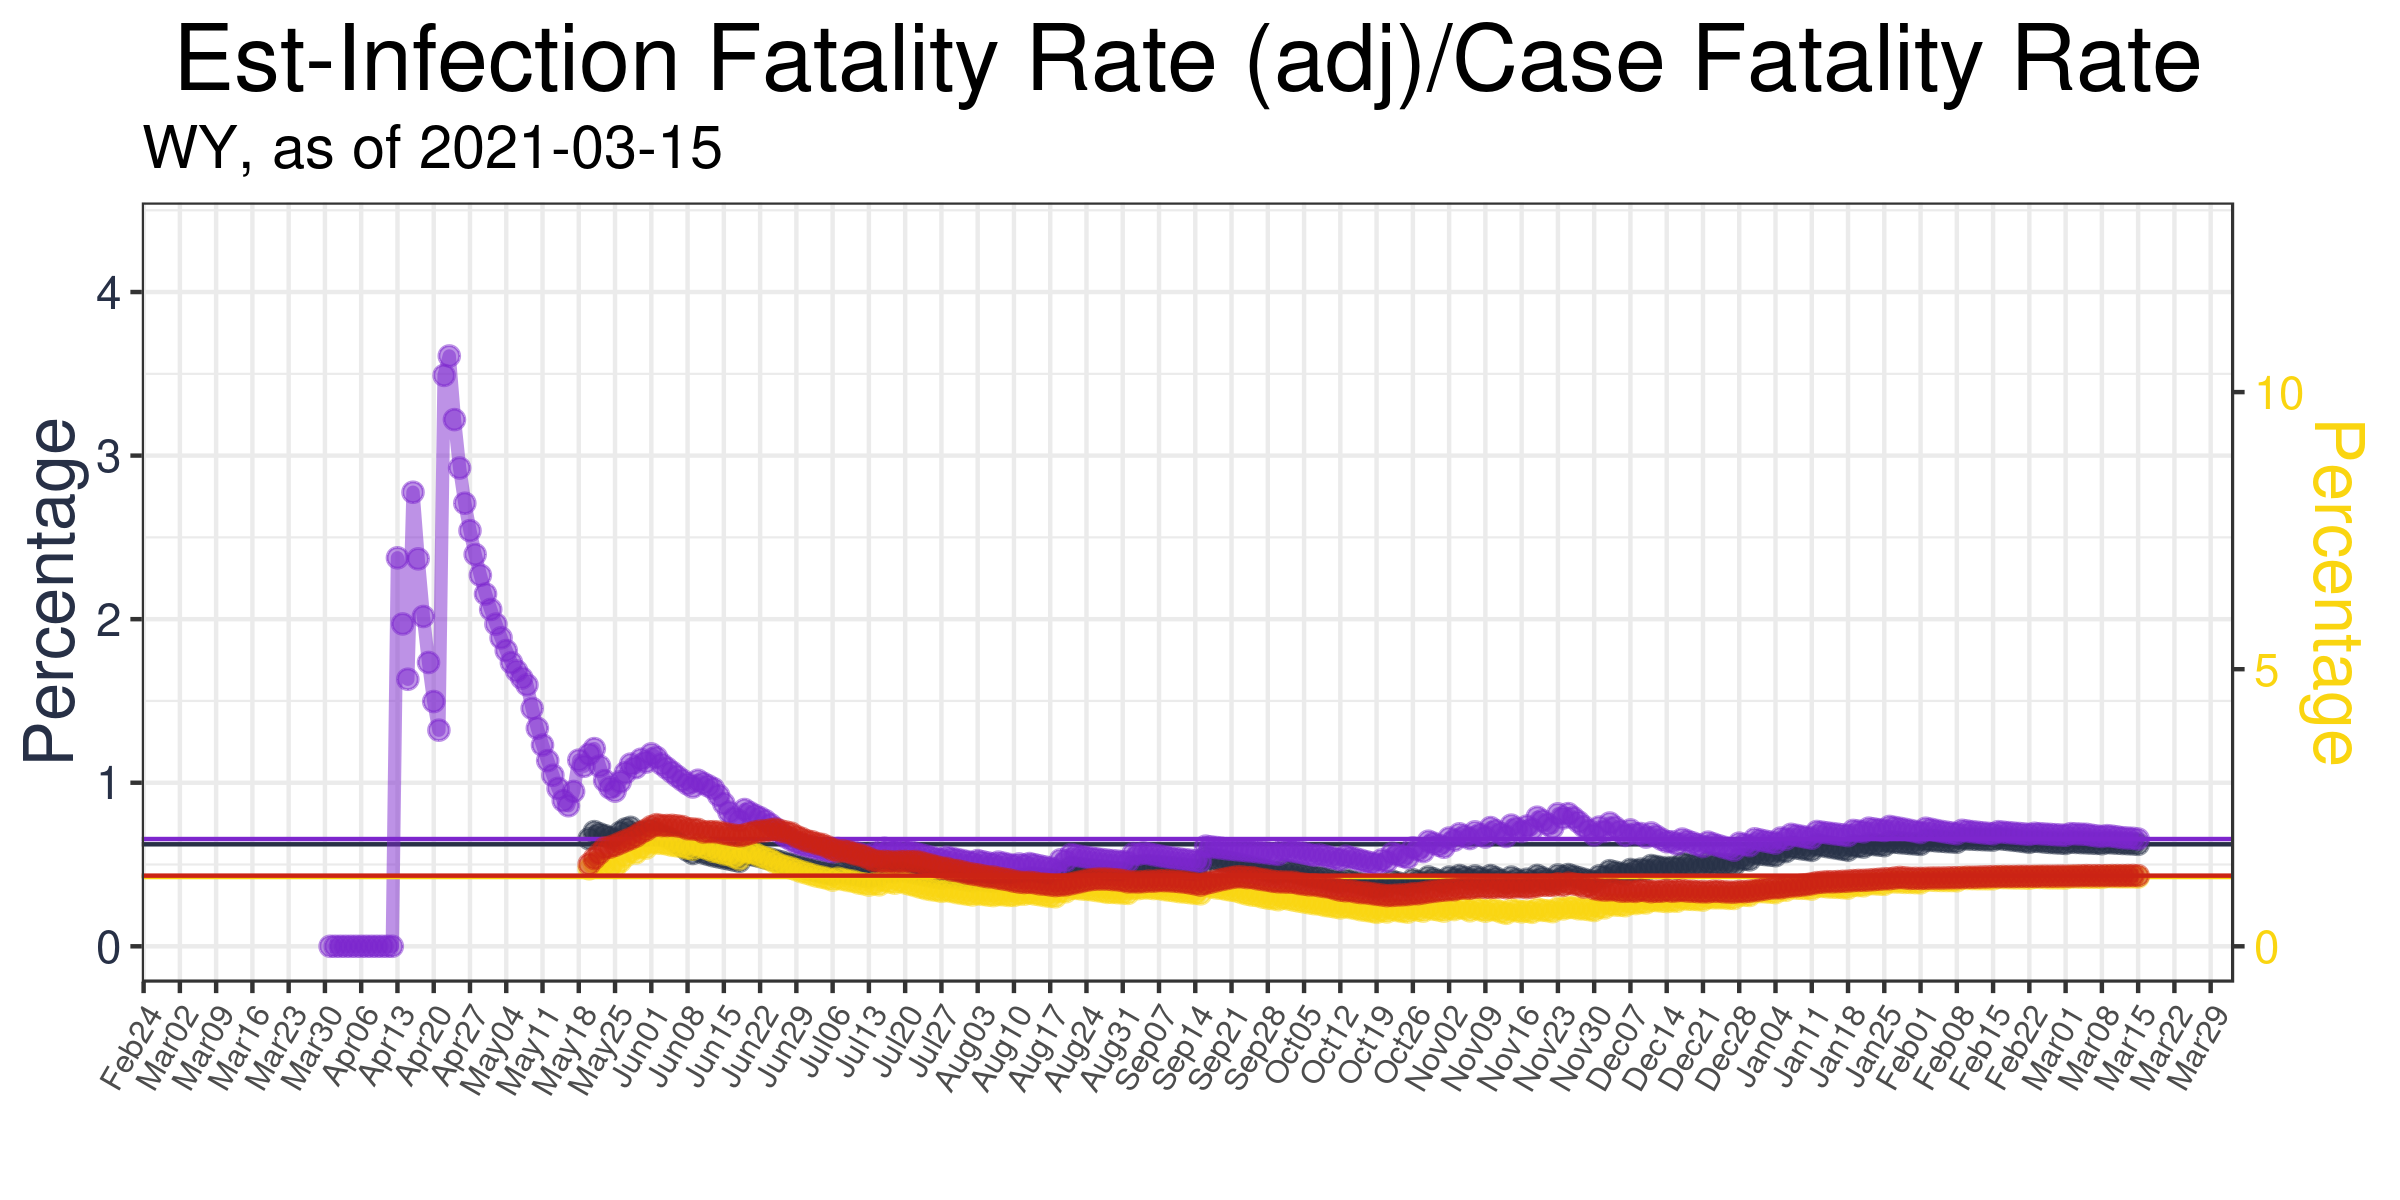 Est-Infection Fatality Rate (adj)/Case Fatality Rate
WY, as of 2021-03-15
Percentage
4
3
2
1
0
10
5
0
Percentage
Feb24
Mar02
Mar09
Mar16
Mar23
Mar30
Apr06
Apr13
Apr20
Apr27
May04
May11
May18
May25
Jun01
Jun08
Jun15
Jun22
Jun29
Jul06
Jul13
Jul20
Jul27
Aug03
Aug10
Aug17
Aug24
Aug31
Sep07
Sep14
Sep21
Sep28
Oct05
Oct12
Oct19
Oct26
Nov02
Nov09
Nov16
Nov23
Nov30
Dec07
Dec14
Dec21
Dec28
Jan04
Jan11
Jan18
Jan25
Feb01
Feb08
Feb15
Feb22
Mar01
Mar08
Mar15
Mar22
Mar29